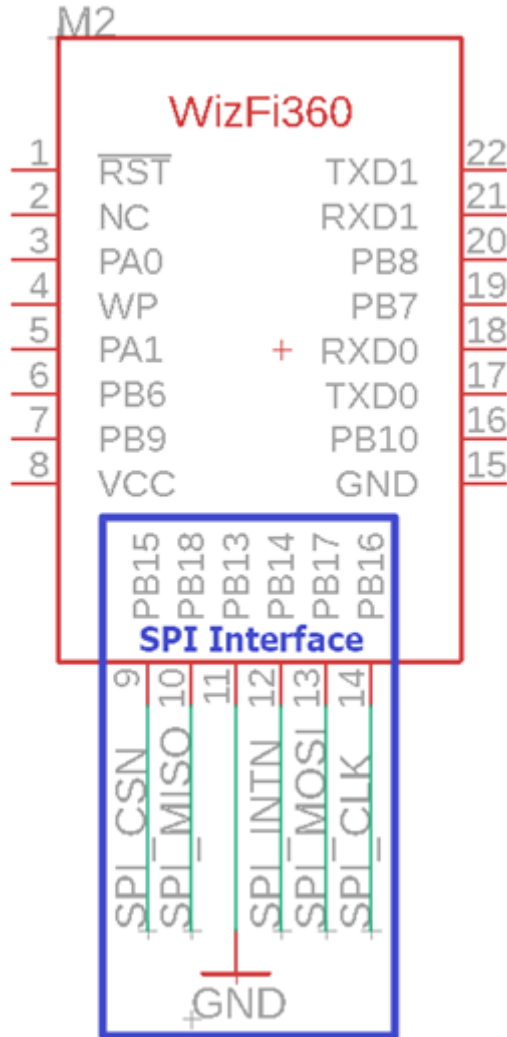 M2
WizFi360
1 RST TXD1 22
2 NC RXD1 21
3 PA0 PB8 20
4 WP PB7 19
5 PA1 RXD0 18
6 PB6 TXD0 17
7 PB9 PB10 16
8 VCC GND 15
PB15 PB18 PB13 PB14 PB17 PB16
SPI Interface
9 10 11 12 13 14
SPI_CSN SPI_MISO SPI_INTN SPI_MOSI SPI_CLK
GND